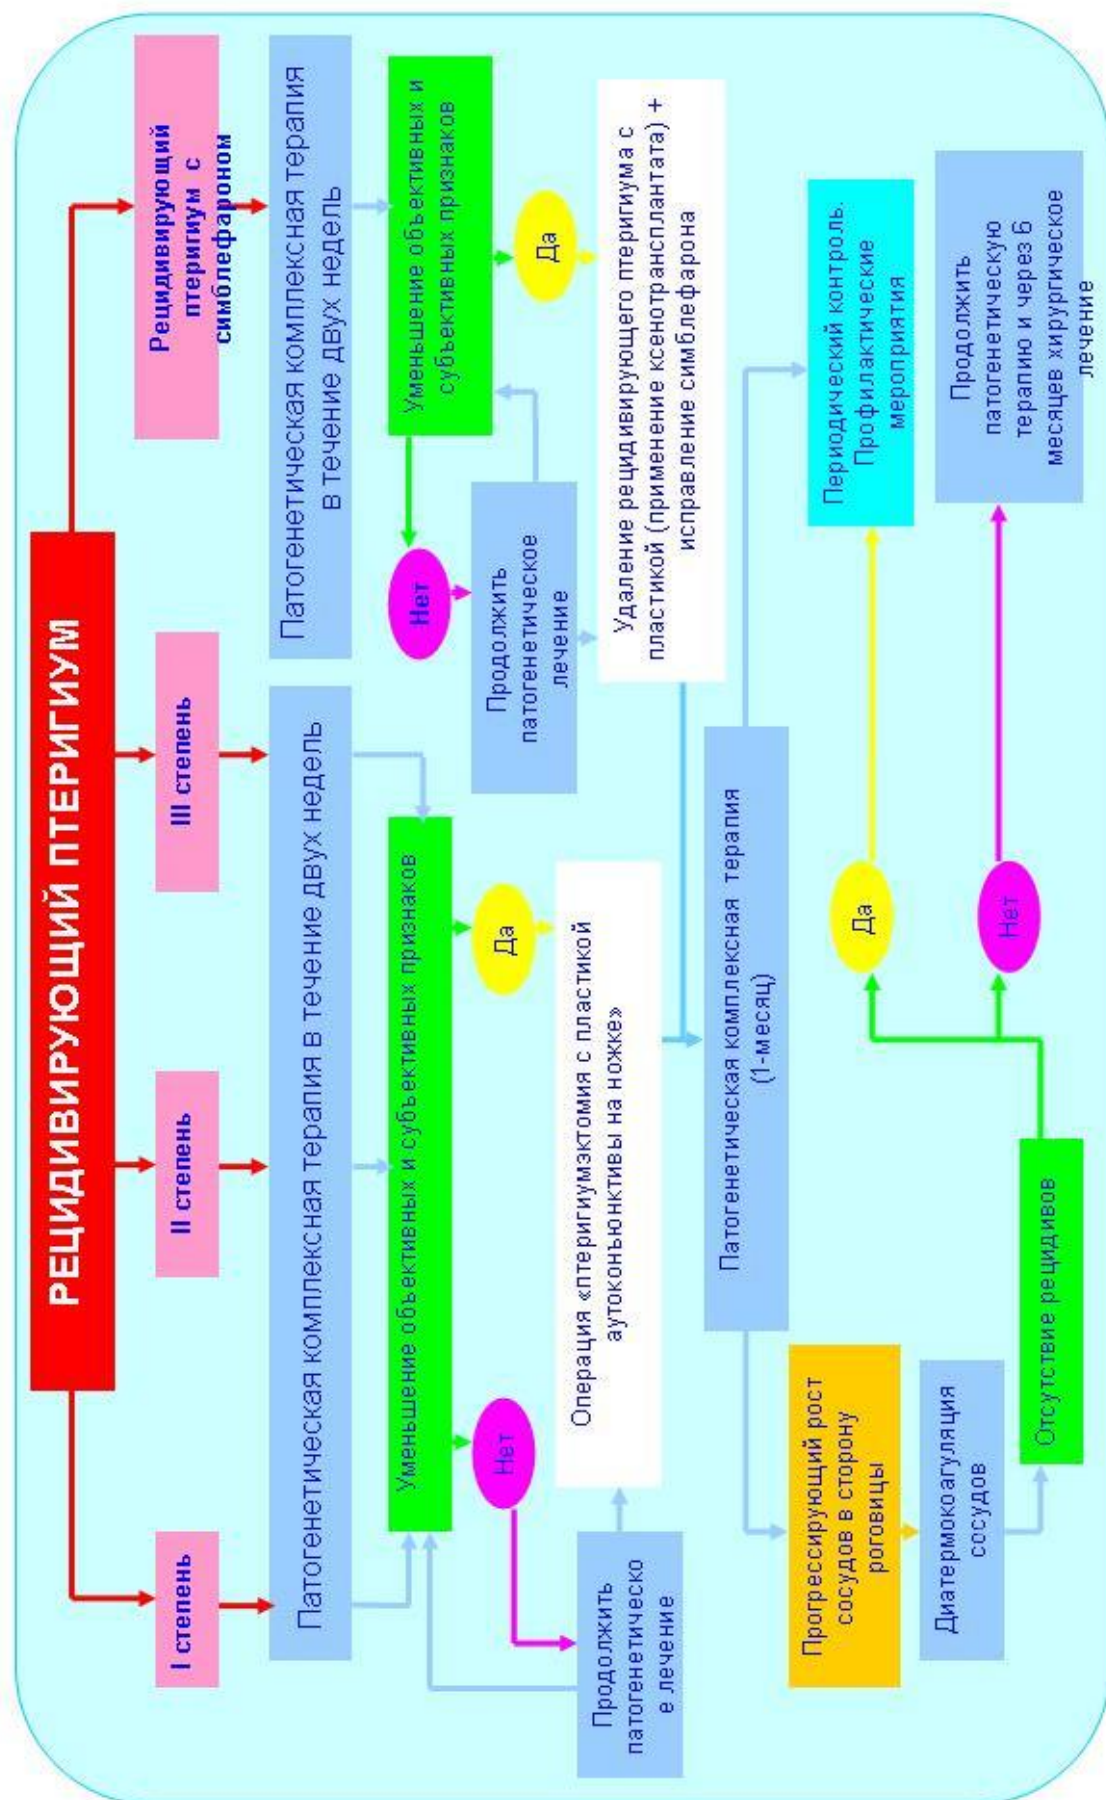 РЕЦИДИВИРУЮЩИЙ ПТЕРИГИУМ
I степень
II степень
III степень
Рецидивирующий
птеригиум с
симблефароном
Патогенетическая комплексная терапия в течение двух недель
Патогенетическая комплексная терапия
в течение двух недель
Уменьшение объективных и субъективных признаков
Уменьшение объективных и
субъективных признаков
Нет
Да
Нет
Да
Продолжить
патогенетическо
е лечение
Операция «птеригиумэктомия с пластикой
аутоконъюнктивы на ножке»
Продолжить
патогенетическое
лечение
Удаление рецидивирующего птеригиума с
пластикой (применение ксенотрансплантата) +
исправление симблефарона
Патогенетическая комплексная терапия
(1-месяц)
Прогрессирующий рост
сосудов в сторону
роговицы
Диатермокоагуляция
сосудов
Отсутствие рецидивов
Да
Нет
Периодический контроль.
Профилактические
мероприятия
Продолжить
патогенетическую
терапию и через 6
месяцев хирургическое
лечение